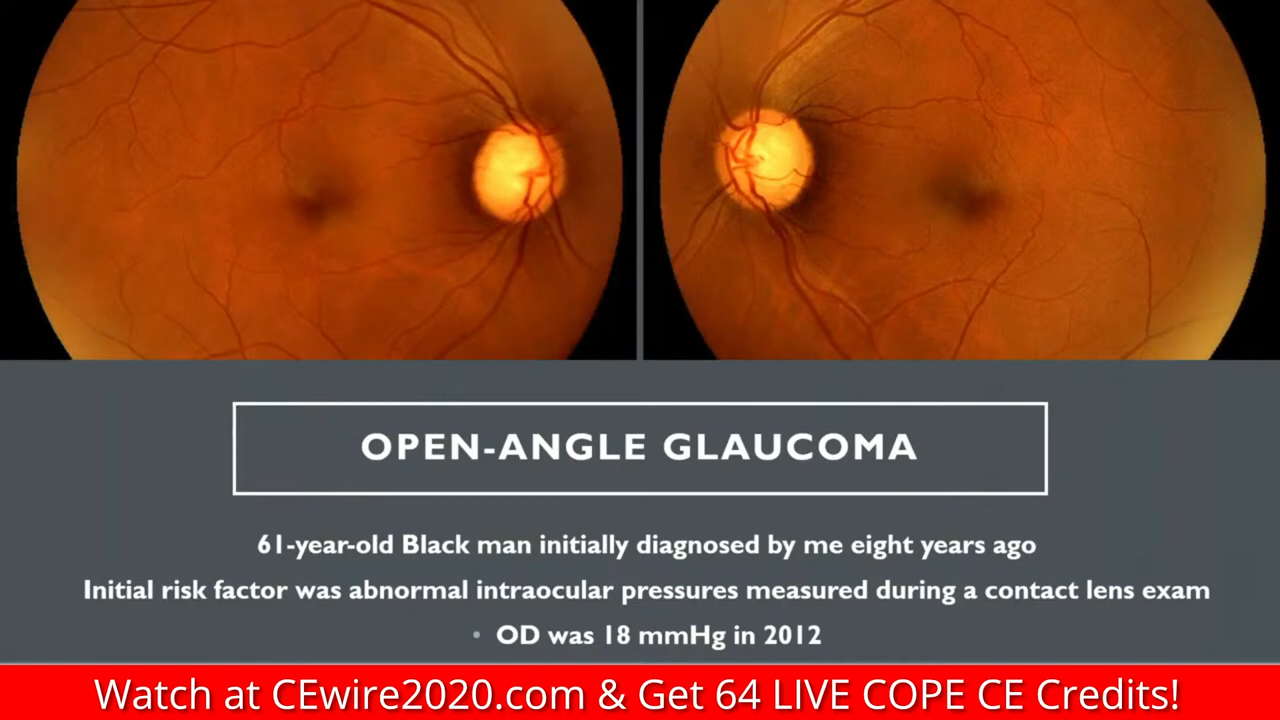 OPEN-ANGLE GLAUCOMA
61-year-old Black man initially diagnosed by me eight years ago
Initial risk factor was abnormal intraocular pressures measured during a contact lens exam
• OD was 18 mmHg in 2012
Watch at CEwire2020.com & Get 64 LIVE COPE CE Credits!